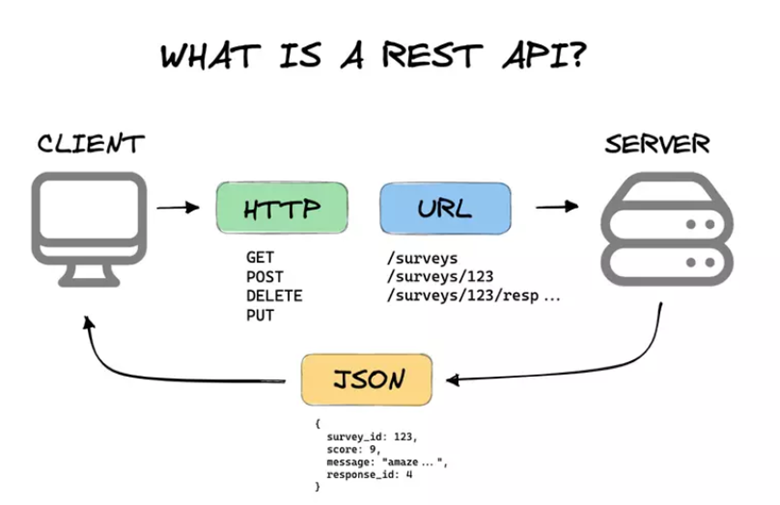 WHAT IS A REST API?
CLIENT
SERVER
HTTP
URL
GET
POST
DELETE
PUT
/surveys
/surveys/123
/surveys/123/resp ...
JSON
{
survey_id: 123,
score: 9,
message: "amaze ...",
response_id: 4
}